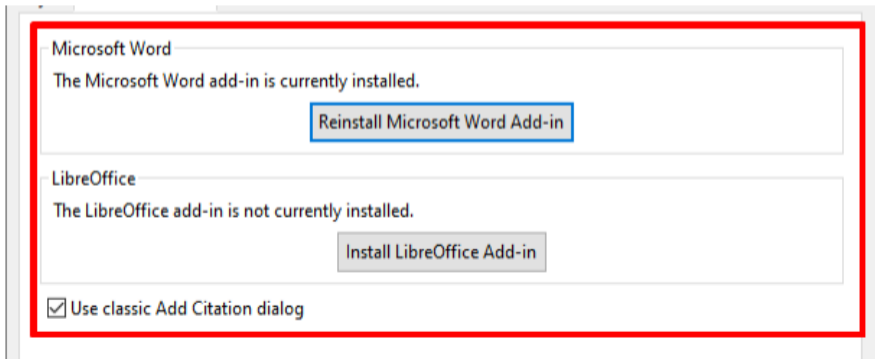 Microsoft Word
The Microsoft Word add-in is currently installed.
Reinstall Microsoft Word Add-in
LibreOffice
The LibreOffice add-in is not currently installed.
Install LibreOffice Add-in
Use classic Add Citation dialog